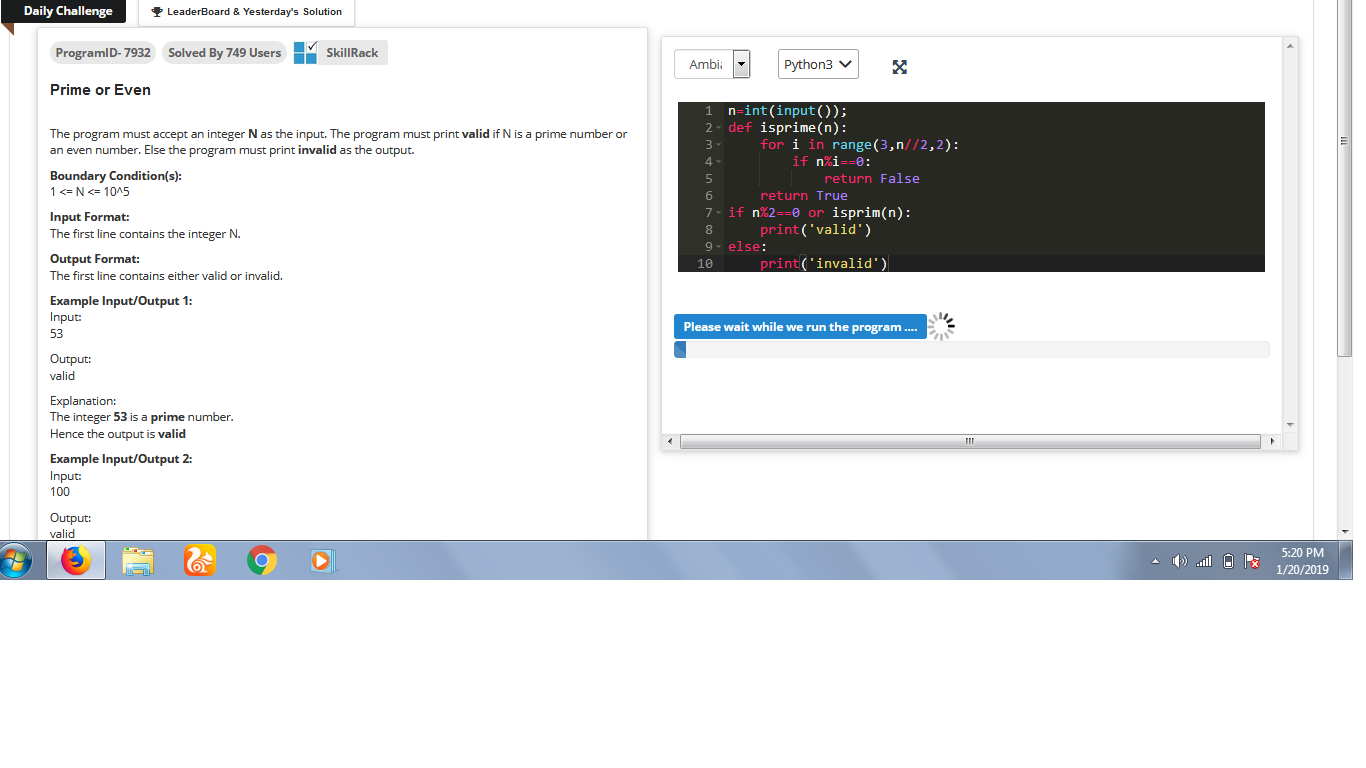 Daily Challenge
LeaderBoard & Yesterday's Solution
ProgramID- 7932 Solved By 749 Users SkillRack
Prime or Even
The program must accept an integer N as the input. The program must print valid if N is a prime number or
an even number. Else the program must print invalid as the output.
Boundary Condition(s):
1 <= N <= 10^5
Input Format:
The first line contains the integer N.
Output Format:
The first line contains either valid or invalid.
Example Input/Output 1:
Input:
53
Output:
valid
Explanation:
The integer 53 is a prime number.
Hence the output is valid
Example Input/Output 2:
Input:
100
Output:
valid
Ambia Python3
1 n=int(input());
2 def isprime(n):
3     for i in range(3,n//2,2):
4         if n%i==0:
5             return False
6     return True
7 if n%2==0 or isprim(n):
8     print('valid')
9 else:
10     print('invalid')
Please wait while we run the program ....
5:20 PM
1/20/2019